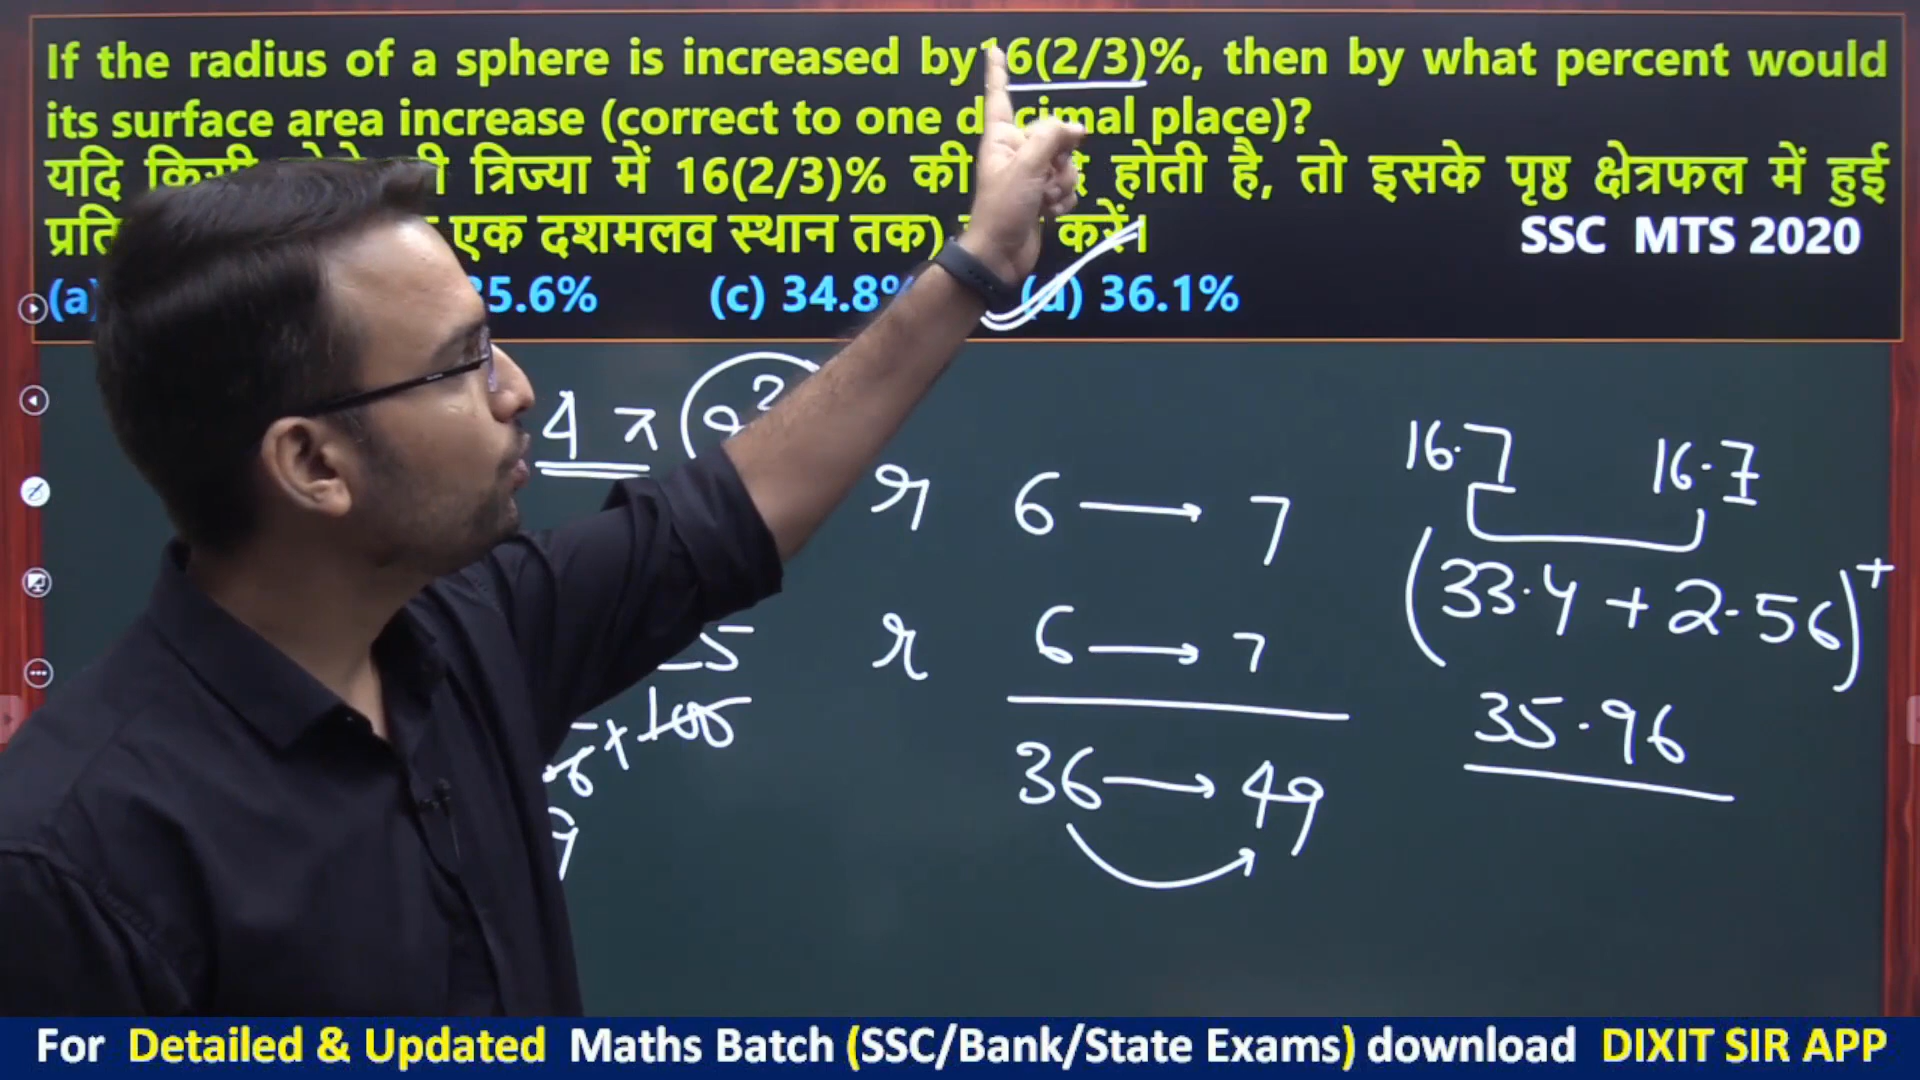 If the radius of a sphere is increased by 16(2/3)%, then by what percent would
its surface area increase (correct to one decimal place)?
यदि त्रिज्या में 16(2/3)% की होती है, तो इसके पृष्ठ क्षेत्रफल में हुई
एक दशमलव स्थान तक) करें।
SSC MTS 2020
(a) 35.6% (c) 34.8% (d) 36.1%
4 π r²
r 6 → 7
r 6 → 7
36 → 49
16.7 16.7
(33.4 + 2.56)+
35.96
For Detailed & Updated Maths Batch (SSC/Bank/State Exams) download DIXIT SIR APP